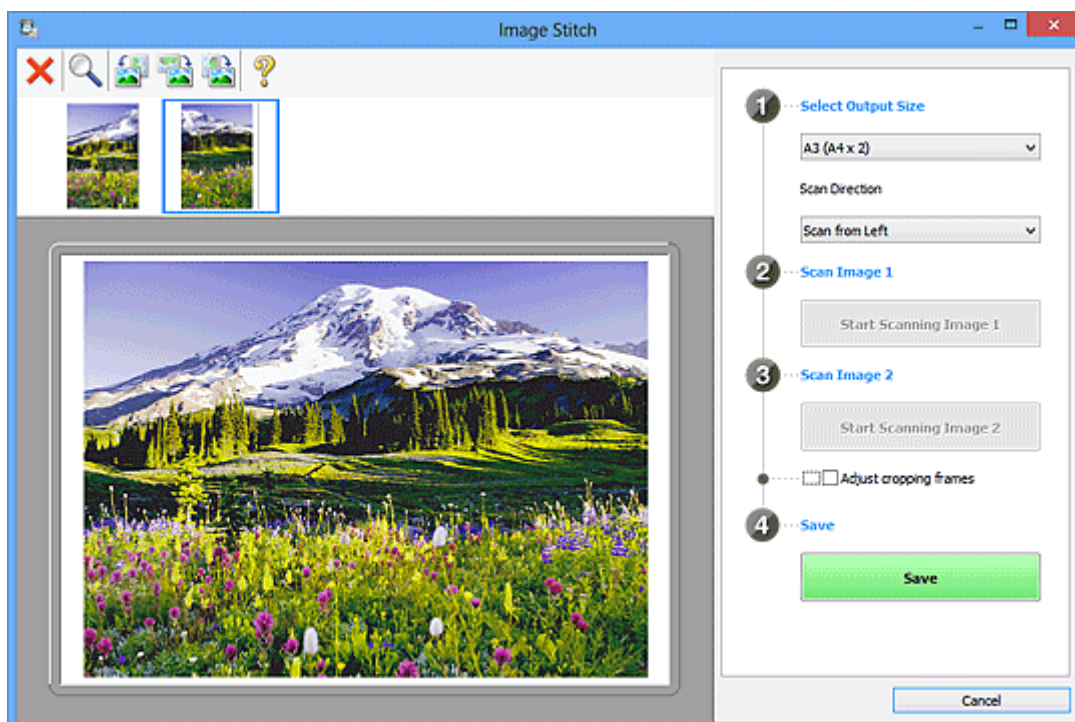 Image Stitch
1 Select Output Size
A3 (A4 x 2)
Scan Direction
Scan from Left
2 Scan Image 1
Start Scanning Image 1
3 Scan Image 2
Start Scanning Image 2
Adjust cropping frames
4 Save
Save
Cancel